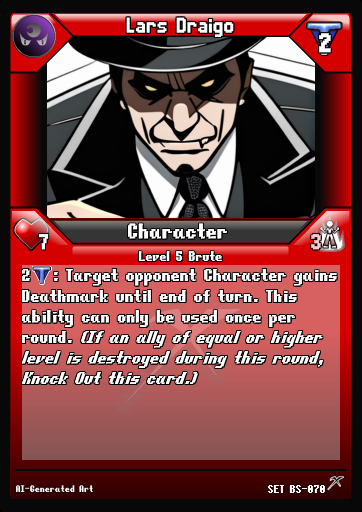 Lars Draigo
2
Character
7
3
Level 5 Brute
2 : Target opponent Character gains
Deathmark until end of turn. This
ability can only be used once per
round. (If an ally of equal or higher
level is destroyed during this round,
Knock Out this card.)
AI-Generated Art
SET BS-070